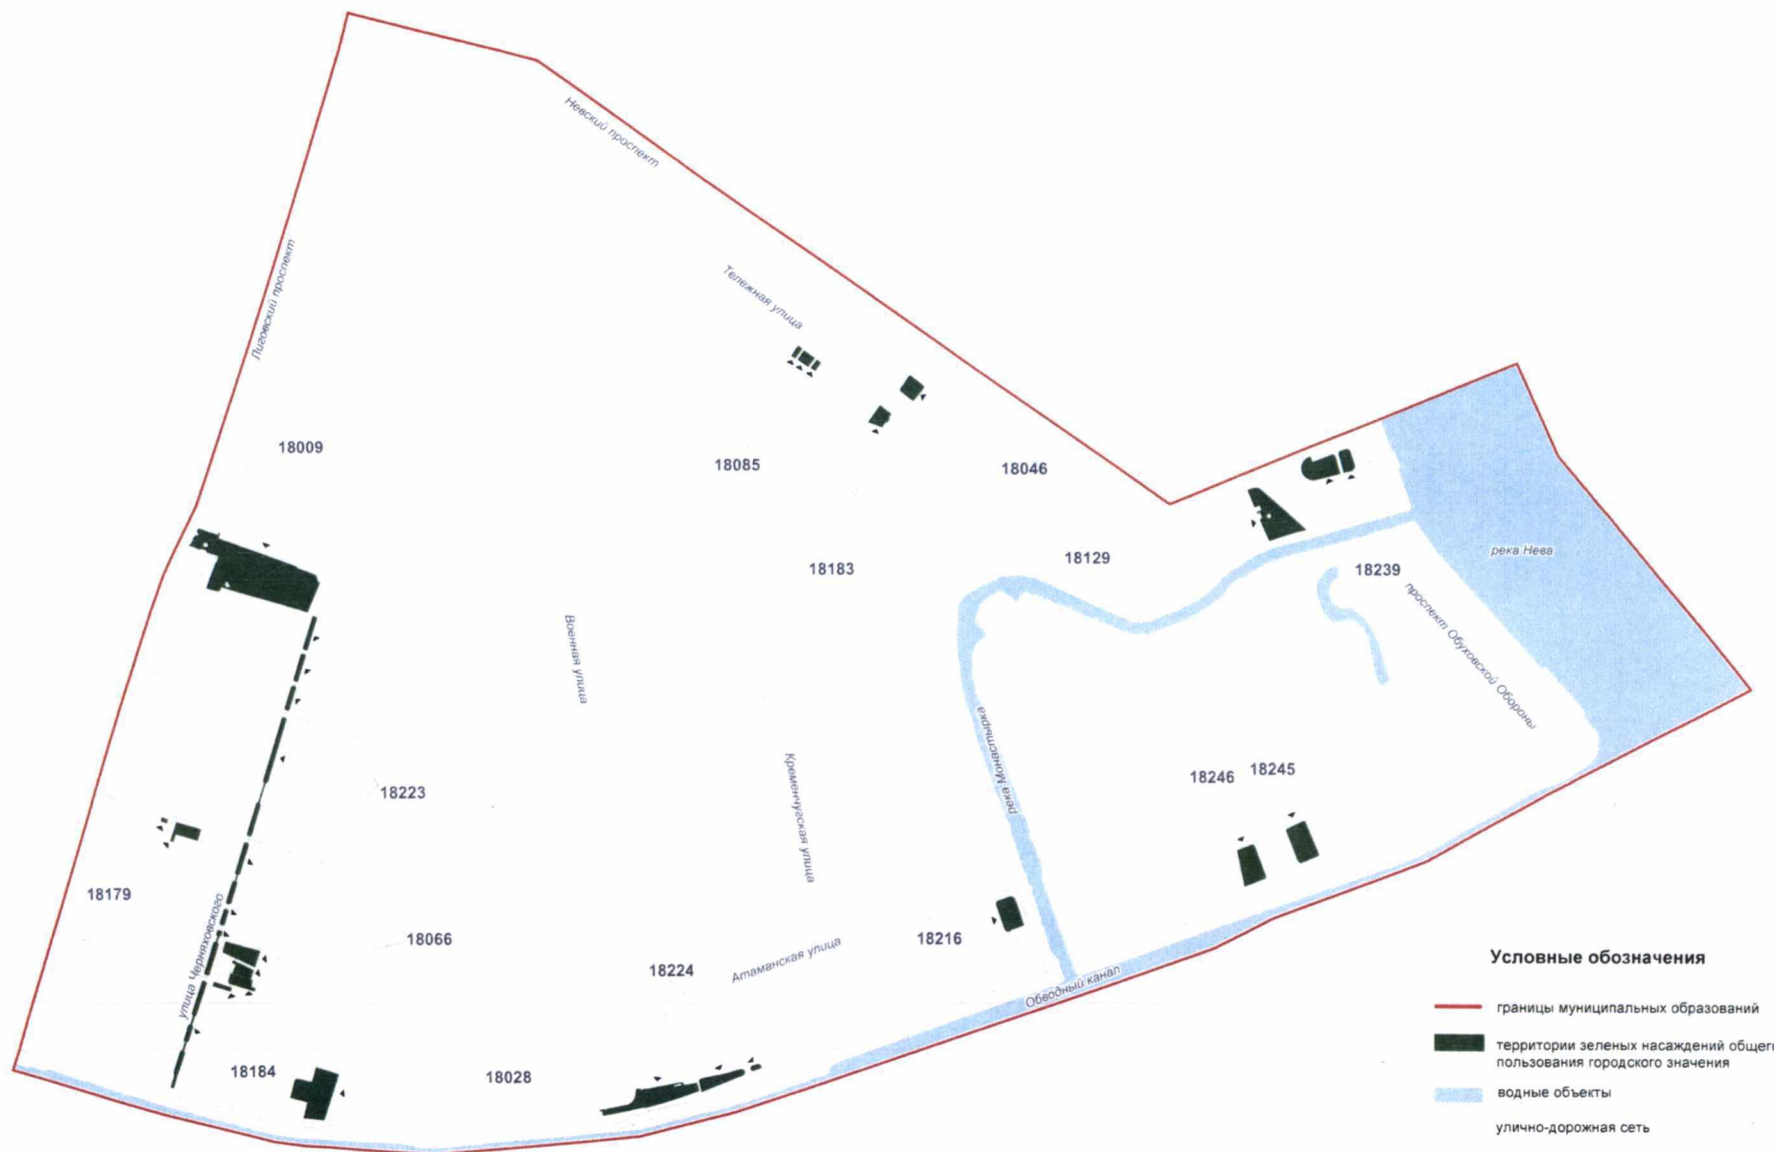 Невский проспект
Лиговский проспект
Тележная улица
18009
18085
18046
18183
18129
18239
река Нева
проспект Обуховской Обороны
Военная улица
река Монастырка
Кременчугская улица
18223
18246
18245
18179
улица Черняховского
18066
18224
Атаманская улица
18216
Обводный канал
18184
18028
Условные обозначения
границы муниципальных образований
территории зеленых насаждений общего
пользования городского значения
водные объекты
улично-дорожная сеть